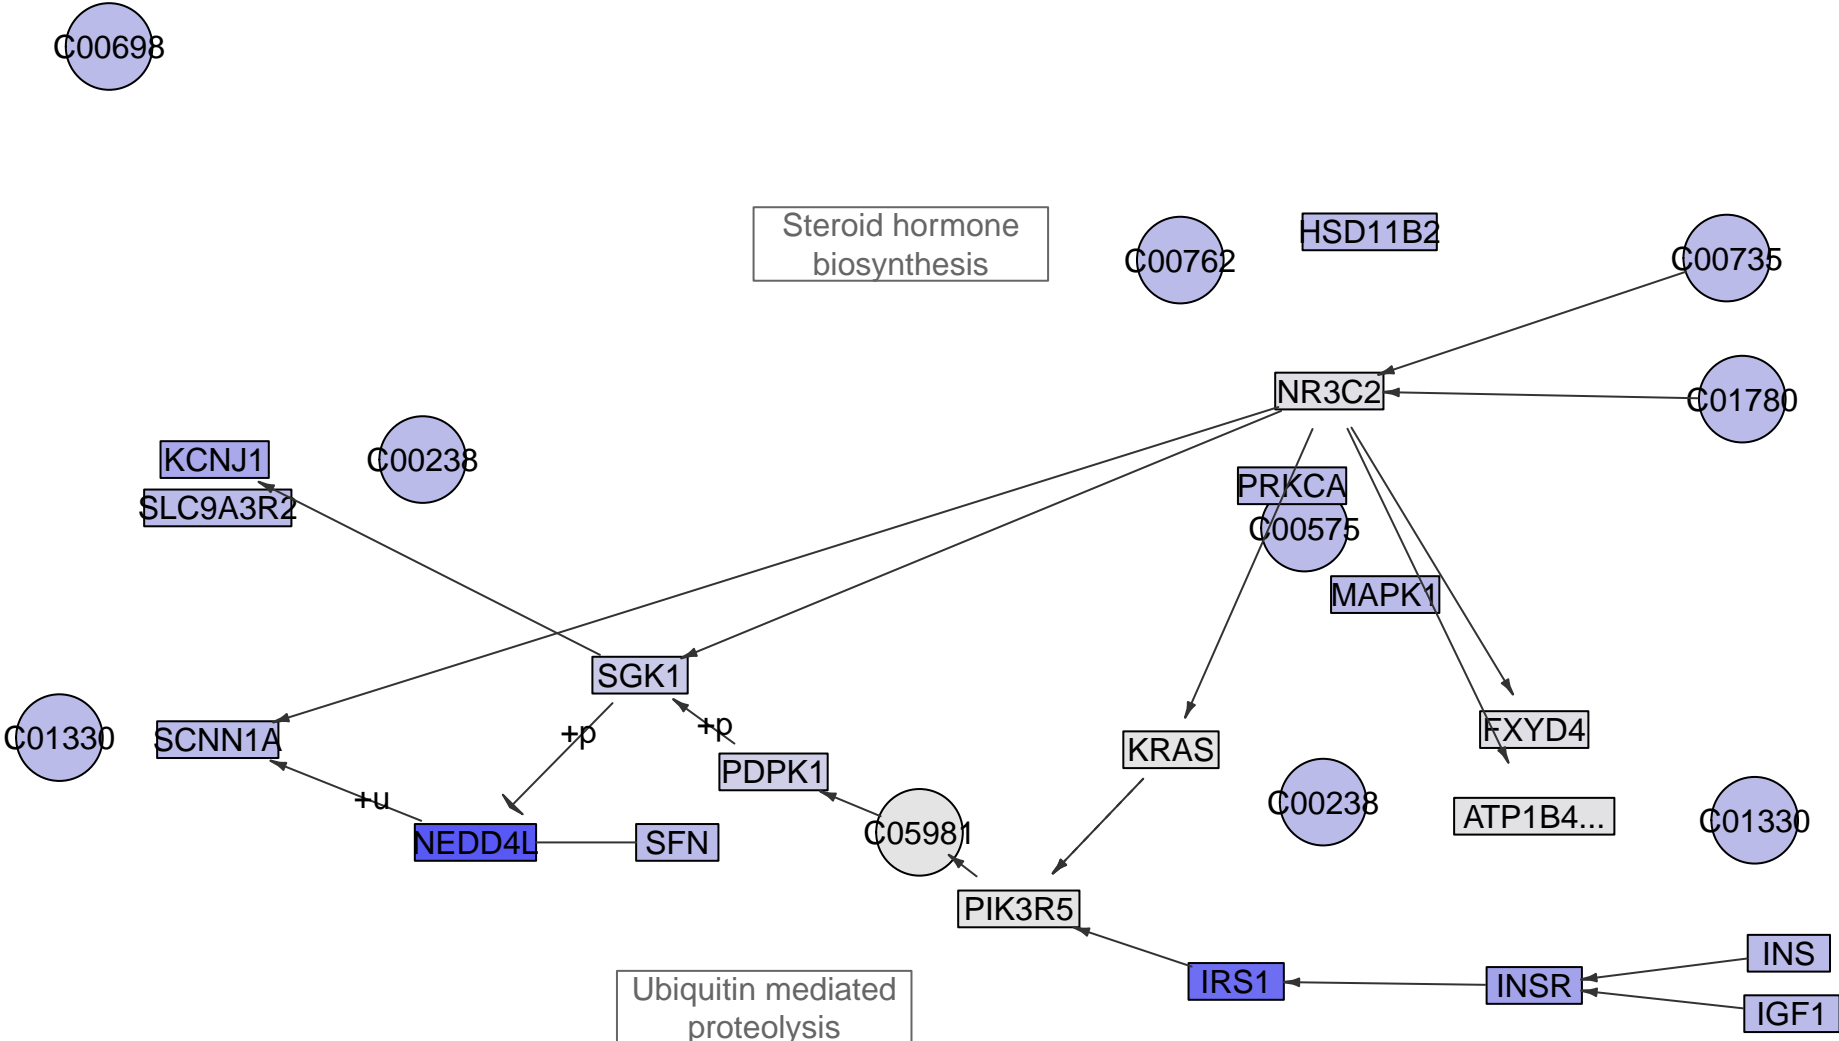 C00698
Steroid hormone
biosynthesis
C00762
HSD11B2
C00735
NR3C2
C01780
KCNJ1
C00238
SLC9A3R2
PRKCA
C00575
MAPK1
SGK1
+p
+p
C01330
SCNN1A
KRAS
FXYD4
PDPK1
+u
C00238
ATP1B4...
C01330
NEDD4L
SFN
C05981
PIK3R5
INS
IRS1
INSR
IGF1
Ubiquitin mediated
proteolysis